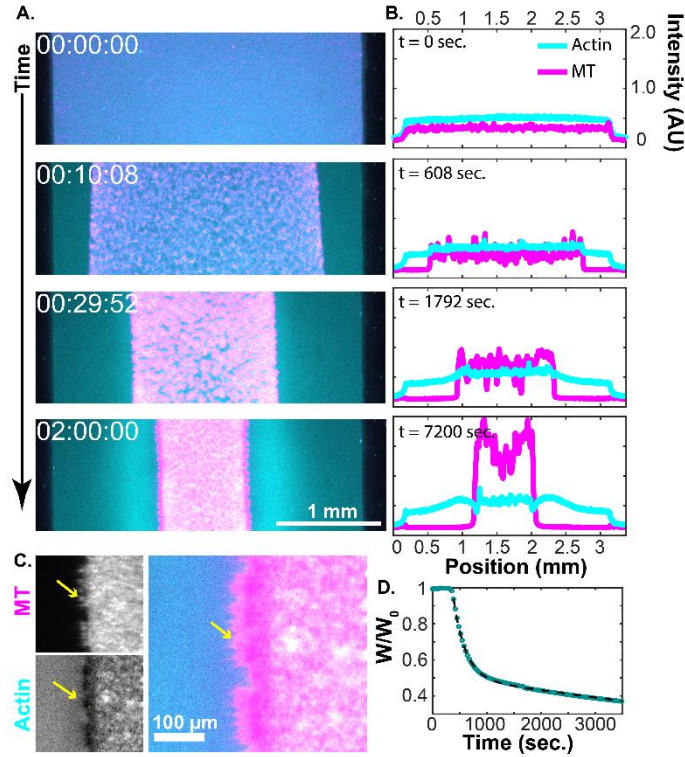 A.
B.
Time
00:00:00
00:10:08
00:29:52
02:00:00
1 mm
0.5 1 1.5 2 2.5 3
t = 0 sec.
Actin
MT
2.0
1.0
0
Intensity (AU)
t = 608 sec.
t = 1792 sec.
t = 7200 sec.
0 0.5 1 1.5 2 2.5 3
Position (mm)
C.
MT
Actin
100 µm
D.
W/W0
1
0.8
0.6
0.4
0 1000 2000 3000
Time (sec.)